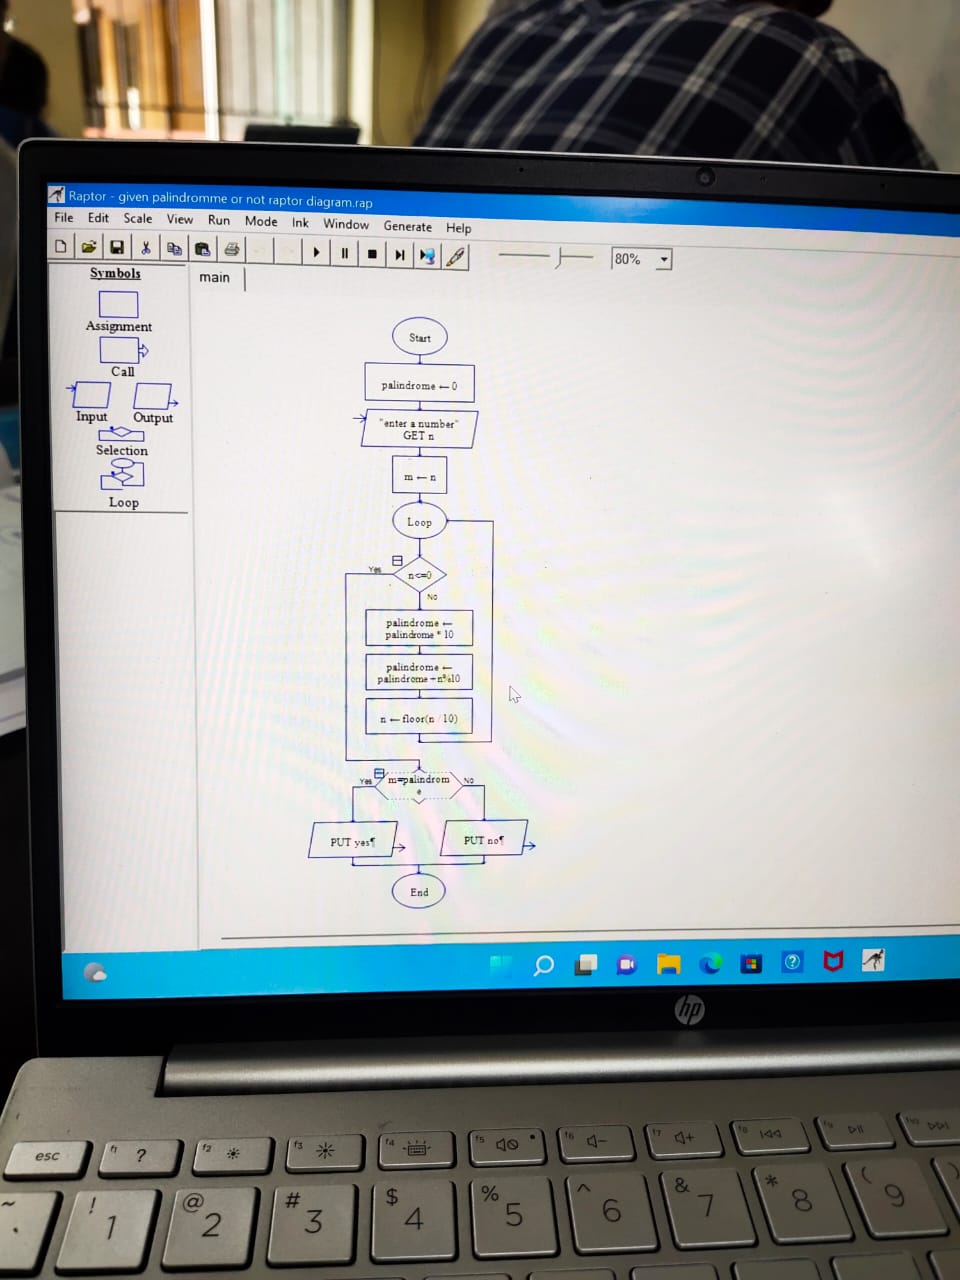 Raptor - given palindromme or not raptor diagram.rap
File Edit Scale View Run Mode Ink Window Generate Help
80%
Symbols
main
Assignment
Call
Input Output
Selection
Loop
Start
palindrome ← 0
"enter a number"
GET n
m ← n
Loop
Yes
n<=0
No
palindrome ←
palindrome * 10
palindrome ←
palindrome + n%10
n ← floor(n / 10)
Yes m=palindrom No
e
PUT yes¶ PUT no¶
End
hp
esc f1 ? f2 f3 f4 f5 f6 f7 f8 f9 f10
~ ! 1 @ 2 # 3 $ 4 % 5 ^ 6 & 7 * 8 ( 9 )